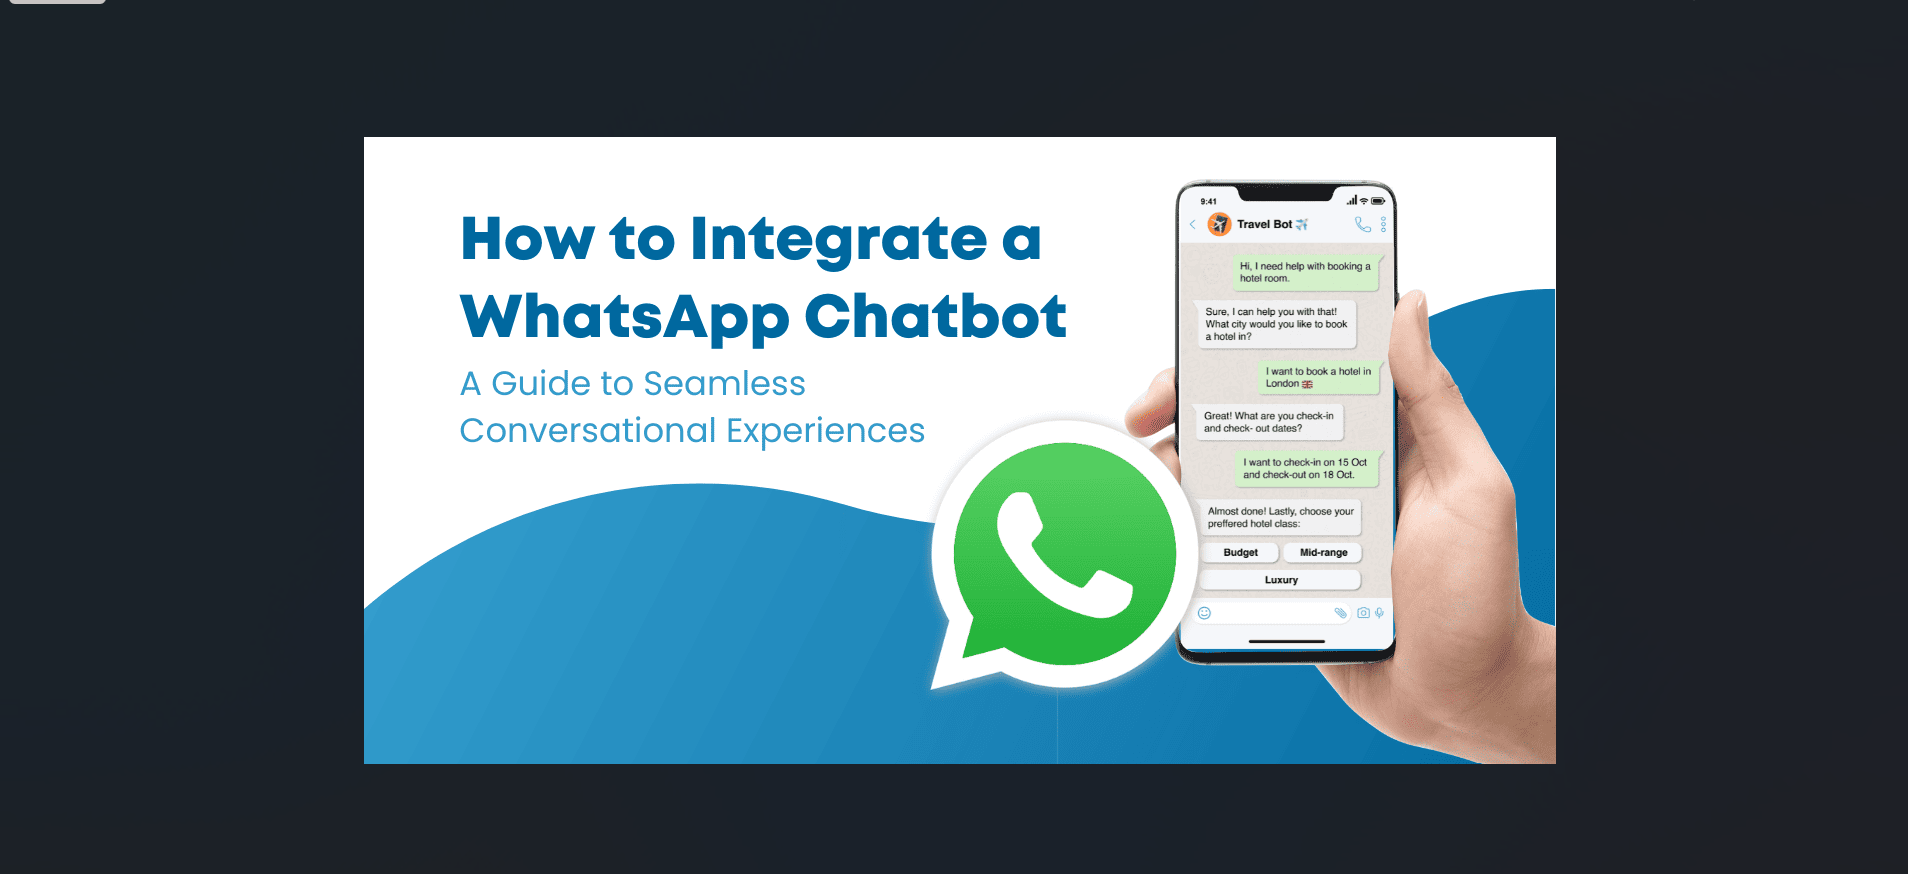 How to Integrate a
WhatsApp Chatbot
A Guide to Seamless
Conversational Experiences
9:41
Travel Bot
Hi, I need help with booking a
hotel room.
Sure, I can help you with that!
What city would you like to book
a hotel in?
I want to book a hotel in
London 🇬🇧
Great! What are you check-in
and check- out dates?
I want to check-in on 15 Oct
and check-out on 18 Oct.
Almost done! Lastly, choose your
preffered hotel class:
Budget
Mid-range
Luxury